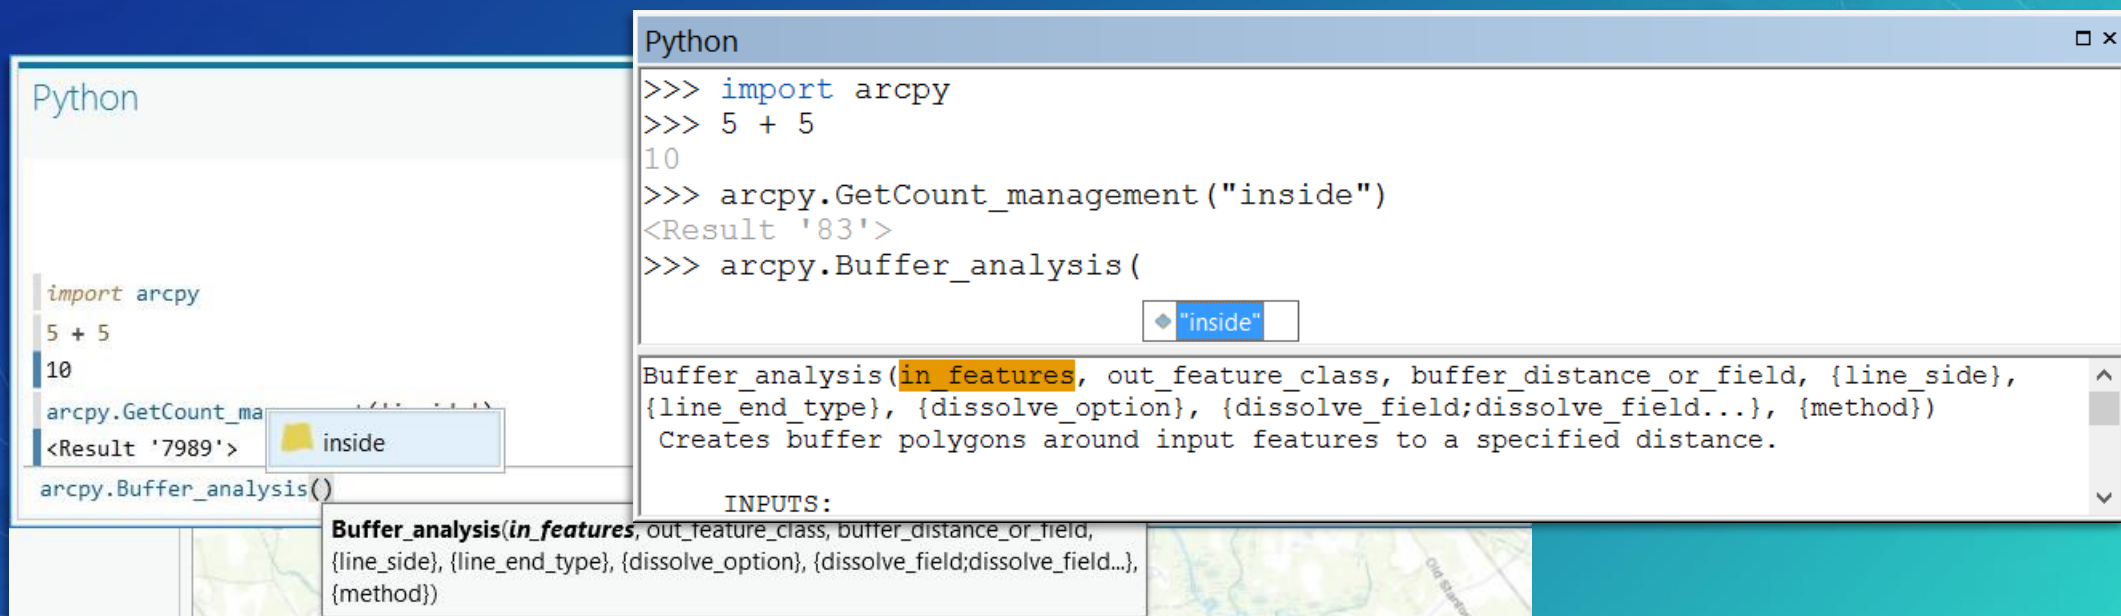 Python
import arcpy
5 + 5
10
arcpy.GetCount_ma
<Result '7989'>
inside
arcpy.Buffer_analysis()
Buffer_analysis(in_features, out_feature_class, buffer_distance_or_field,
{line_side}, {line_end_type}, {dissolve_option}, {dissolve_field;dissolve_field...},
{method})
Python
>>> import arcpy
>>> 5 + 5
10
>>> arcpy.GetCount_management("inside")
<Result '83'>
>>> arcpy.Buffer_analysis(
"inside"
Buffer_analysis(in_features, out_feature_class, buffer_distance_or_field, {line_side},
{line_end_type}, {dissolve_option}, {dissolve_field;dissolve_field...}, {method})
Creates buffer polygons around input features to a specified distance.
INPUTS:
Old